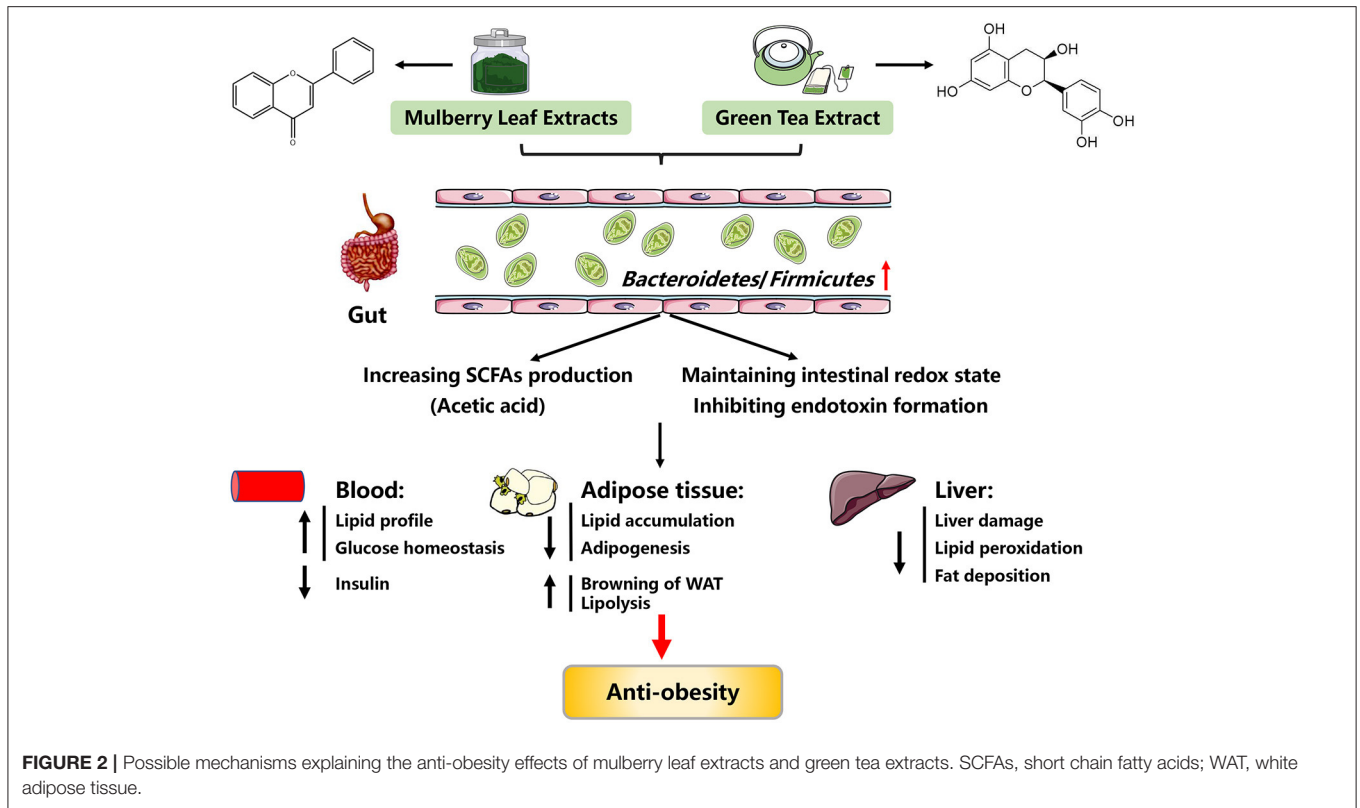 OH
OH
O
O
HO
O
OH
OH
Mulberry Leaf Extracts
Green Tea Extract
Bacteroidetes/ Firmicutes
Gut
Increasing SCFAs production
(Acetic acid)
Maintaining intestinal redox state
Inhibiting endotoxin formation
Blood:
Lipid profile
Glucose homeostasis
Insulin
Adipose tissue:
Lipid accumulation
Adipogenesis
Browning of WAT
Lipolysis
Liver:
Liver damage
Lipid peroxidation
Fat deposition
Anti-obesity
FIGURE 2 | Possible mechanisms explaining the anti-obesity effects of mulberry leaf extracts and green tea extracts. SCFAs, short chain fatty acids; WAT, white
adipose tissue.